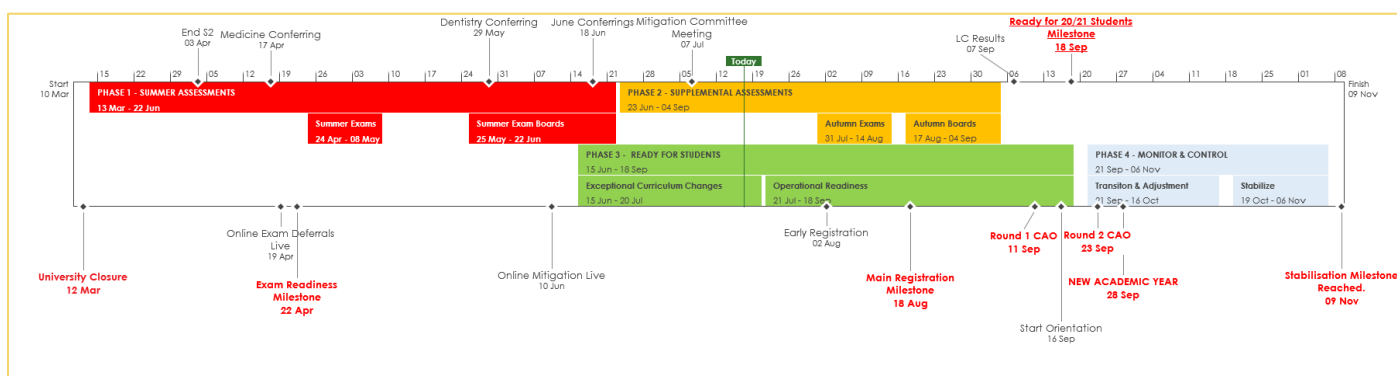 Ready for 20/21 Students
Milestone
18 Sep
Dentistry Conferring
29 May
June Conferrings
18 Jun
Mitigation Committee
Meeting
07 Jul
End S2
03 Apr
Medicine Conferring
17 Apr
LC Results
07 Sep
Today
Start
10 Mar
15 22 29 05 12 19 26 03 10 17 24 31 07 14 21 28 05 12 19 26 02 09 16 23 30 06 13 20 27 04 11 18 25 01 08
Finish
09 Nov
PHASE 1 - SUMMER ASSESSMENTS
13 Mar - 22 Jun
PHASE 2 - SUPPLEMENTAL ASSESSMENTS
23 Jun - 04 Sep
Summer Exams
24 Apr - 08 May
Summer Exam Boards
25 May - 22 Jun
Autumn Exams
31 Jul - 14 Aug
Autumn Boards
17 Aug - 04 Sep
PHASE 3 - READY FOR STUDENTS
15 Jun - 18 Sep
PHASE 4 - MONITOR & CONTROL
21 Sep - 06 Nov
Exceptional Curriculum Changes
15 Jun - 20 Jul
Operational Readiness
21 Jul - 18 Sep
Transiton & Adjustment
21 Sep - 16 Oct
Stabilize
19 Oct - 06 Nov
Online Exam Deferrals
Live
19 Apr
Early Registration
02 Aug
Round 1 CAO
11 Sep
Round 2 CAO
23 Sep
University Closure
12 Mar
Exam Readiness
Milestone
22 Apr
Online Mitigation Live
10 Jun
Main Registration
Milestone
18 Aug
NEW ACADEMIC YEAR
28 Sep
Stabilisation Milestone
Reached.
09 Nov
Start Orientation
16 Sep